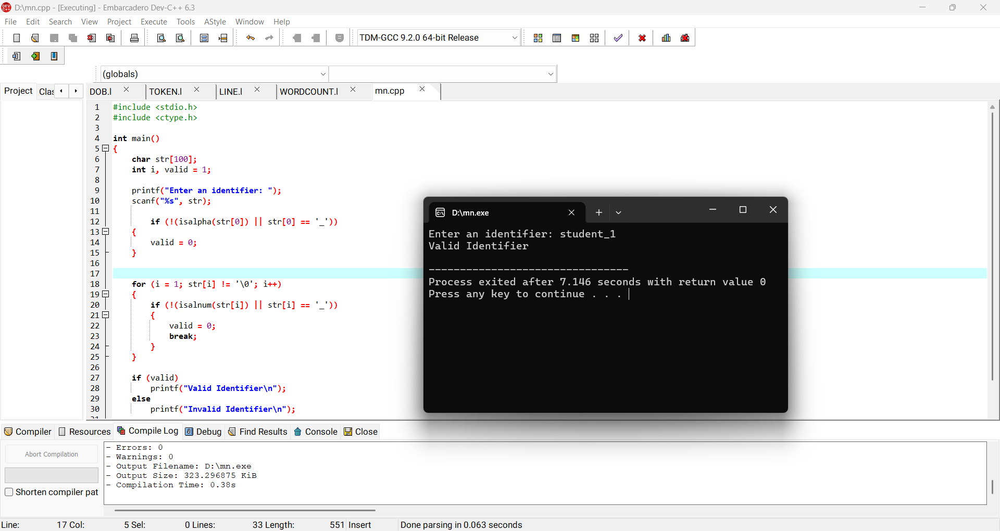 D:\mn.cpp - [Executing] - Embarcadero Dev-C++ 6.3
File Edit Search View Project Execute Tools AStyle Window Help
TDM-GCC 9.2.0 64-bit Release
(globals)
Project Clas DOB.l TOKEN.l LINE.l WORDCOUNT.l mn.cpp
1 #include <stdio.h>
2 #include <ctype.h>
3
4 int main()
5 {
6 char str[100];
7 int i, valid = 1;
8
9 printf("Enter an identifier: ");
10 scanf("%s", str);
11
12 if (!(isalpha(str[0]) || str[0] == '_'))
13 {
14 valid = 0;
15 }
16
17
18 for (i = 1; str[i] != '\0'; i++)
19 {
20 if (!(isalnum(str[i]) || str[i] == '_'))
21 {
22 valid = 0;
23 break;
24 }
25 }
26
27 if (valid)
28 printf("Valid Identifier\n");
29 else
30 printf("Invalid Identifier\n");
D:\mn.exe
Enter an identifier: student_1
Valid Identifier
--------------------------------
Process exited after 7.146 seconds with return value 0
Press any key to continue . . .
Compiler Resources Compile Log Debug Find Results Console Close
Abort Compilation
Shorten compiler pat
- Errors: 0
- Warnings: 0
- Output Filename: D:\mn.exe
- Output Size: 323.296875 KiB
- Compilation Time: 0.38s
Line: 17 Col: 5 Sel: 0 Lines: 33 Length: 551 Insert Done parsing in 0.063 seconds